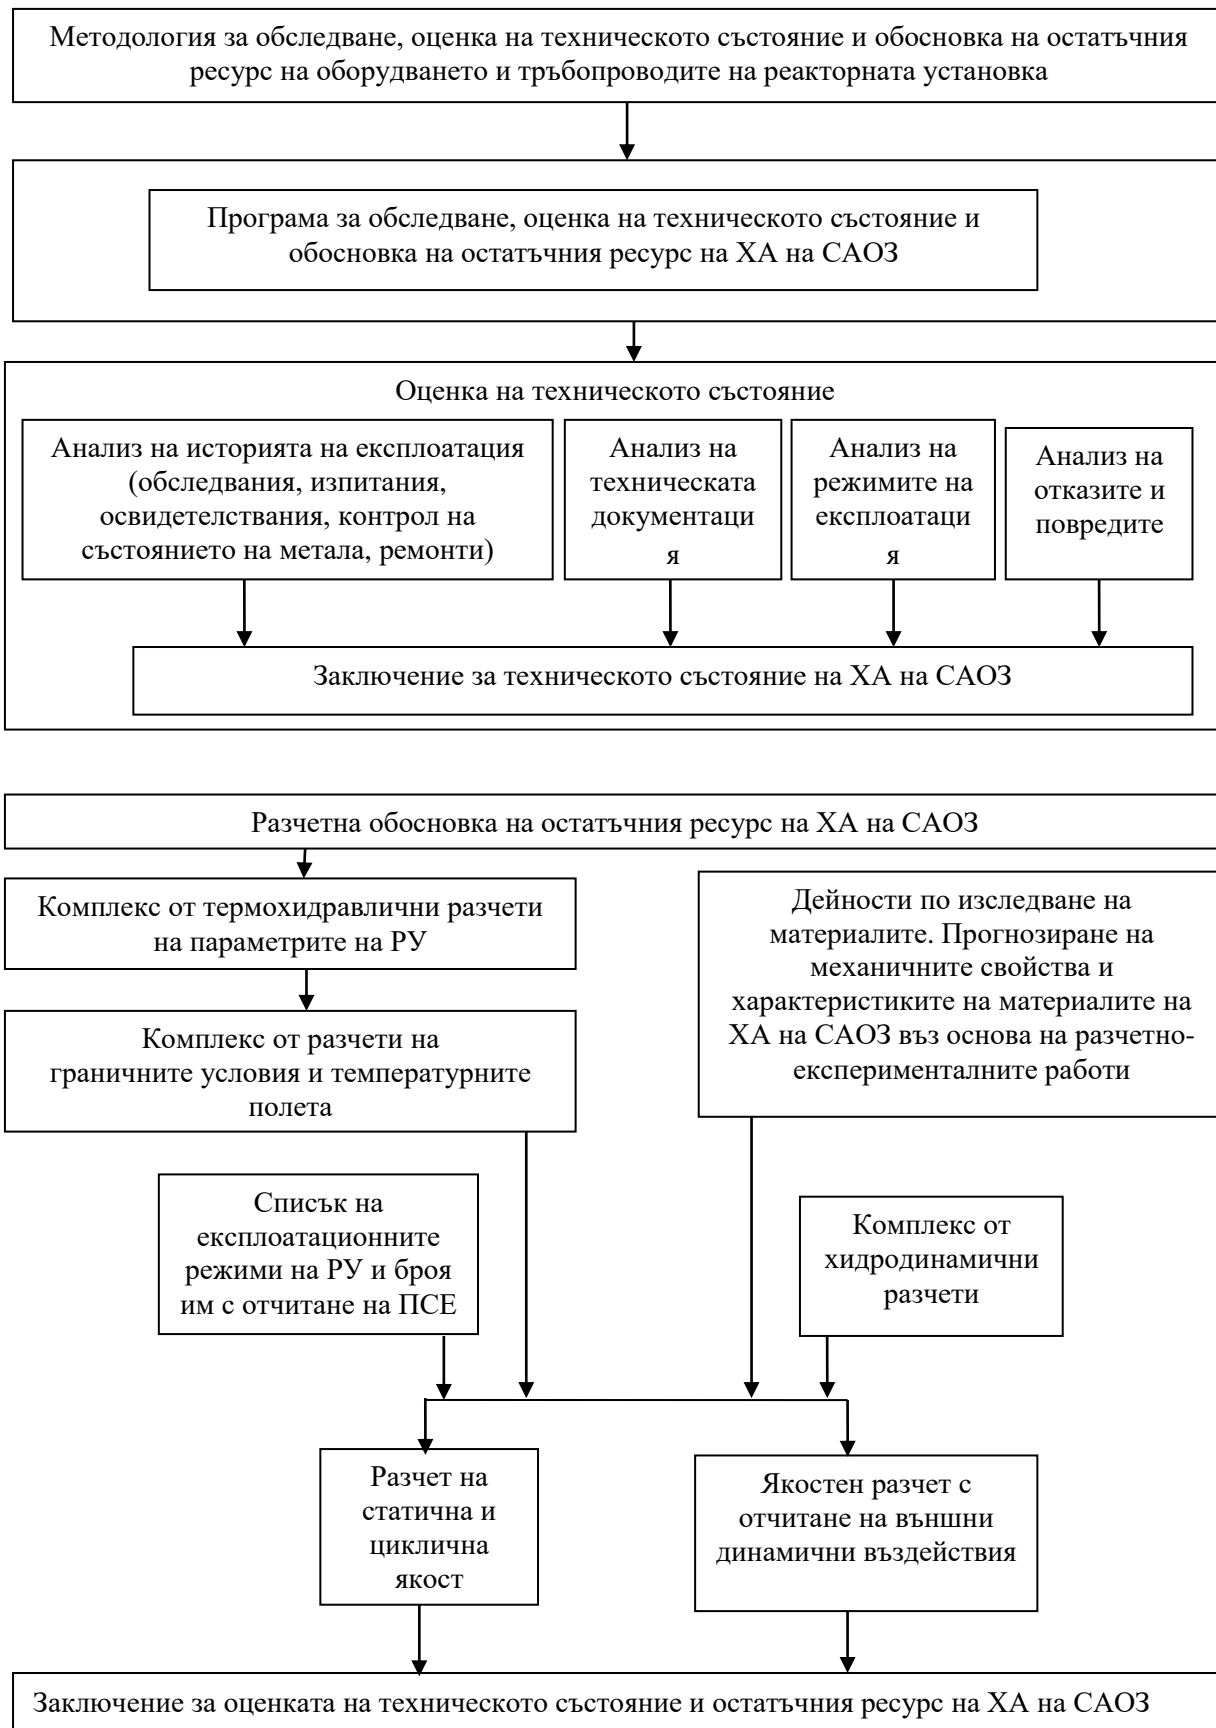 Методология за обследване, оценка на техническото състояние и обосновка на остатъчния
ресурс на оборудването и тръбопроводите на реакторната установка
Програма за обследване, оценка на техническото състояние и
обосновка на остатъчния ресурс на ХА на САОЗ
Оценка на техническото състояние
Анализ на историята на експлоатация
(обследвания, изпитания,
освидетелствания, контрол на
състоянието на метала, ремонти)
Анализ на
техническата
документаци
я
Анализ на
режимите на
експлоатаци
я
Анализ на
отказите и
повредите
Заключение за техническото състояние на ХА на САОЗ
Разчетна обосновка на остатъчния ресурс на ХА на САОЗ
Комплекс от термохидравлични разчети
на параметрите на РУ
Дейности по изследване на
материалите. Прогнозиране на
механичните свойства и
характеристиките на материалите на
ХА на САОЗ въз основа на разчетно-
експерименталните работи
Комплекс от разчети на
граничните условия и температурните
полета
Списък на
експлоатационните
режими на РУ и броя
им с отчитане на ПСЕ
Комплекс от
хидродинамични
разчети
Разчет на
статична и
циклична
якост
Якостен разчет с
отчитане на външни
динамични въздействия
Заключение за оценката на техническото състояние и остатъчния ресурс на ХА на САОЗ